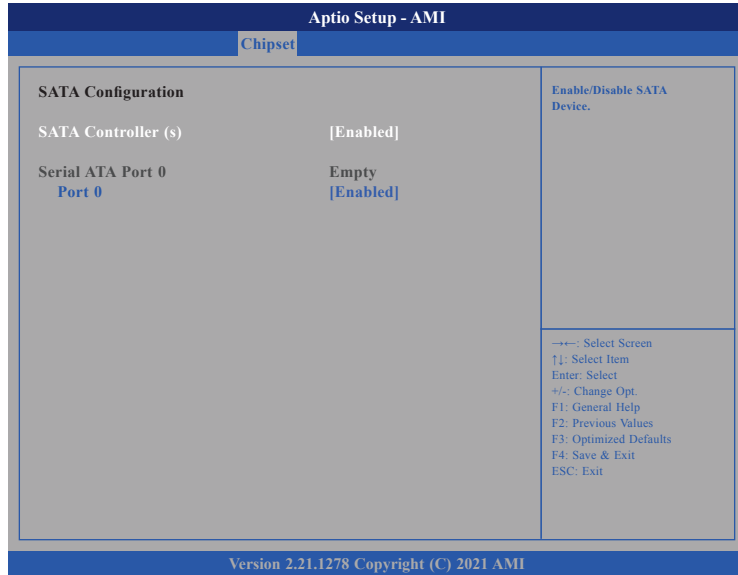 Aptio Setup - AMI
Chipset
SATA Configuration
SATA Controller (s) [Enabled]
Serial ATA Port 0 Empty
Port 0 [Enabled]
Enable/Disable SATA
Device.
→←: Select Screen
↑↓: Select Item
Enter: Select
+/-: Change Opt.
F1: General Help
F2: Previous Values
F3: Optimized Defaults
F4: Save & Exit
ESC: Exit
Version 2.21.1278 Copyright (C) 2021 AMI